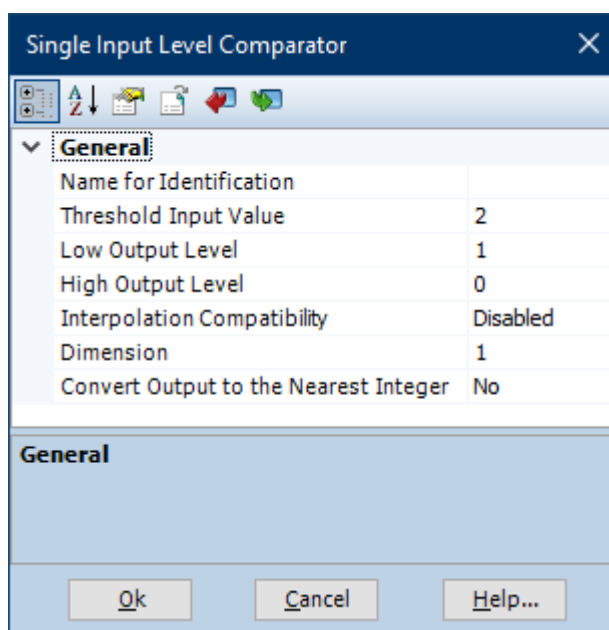 Single Input Level Comparator
General
Name for Identification
Threshold Input Value 2
Low Output Level 1
High Output Level 0
Interpolation Compatibility Disabled
Dimension 1
Convert Output to the Nearest Integer No
General
Ok Cancel Help...